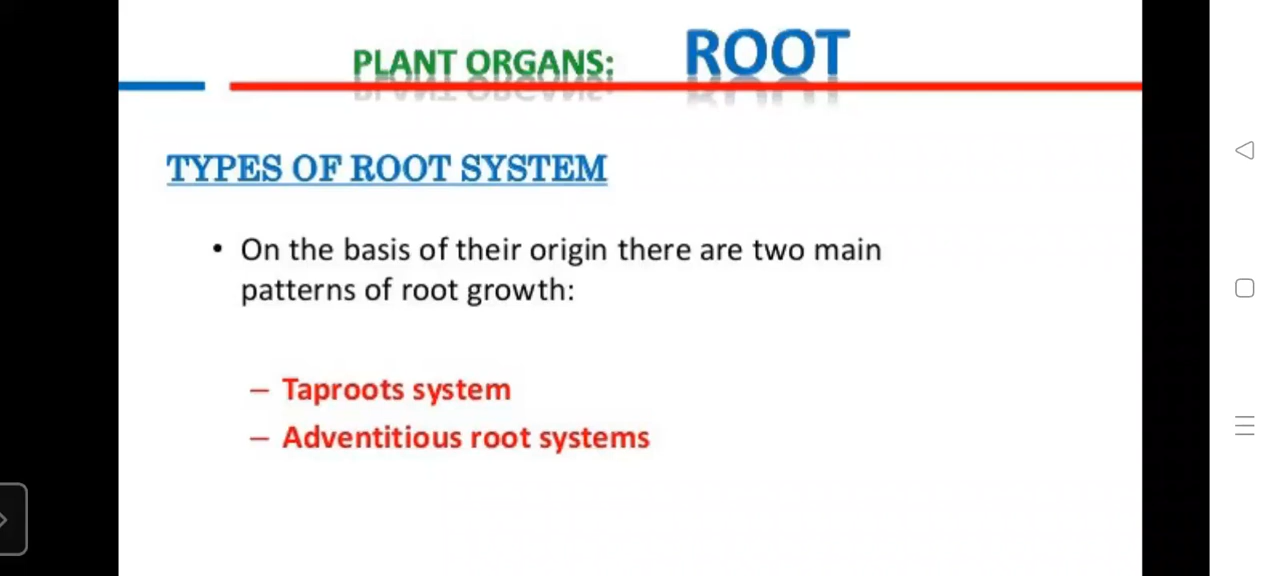 PLANT ORGANS: ROOT
TYPES OF ROOT SYSTEM
• On the basis of their origin there are two main
patterns of root growth:
– Taproots system
– Adventitious root systems